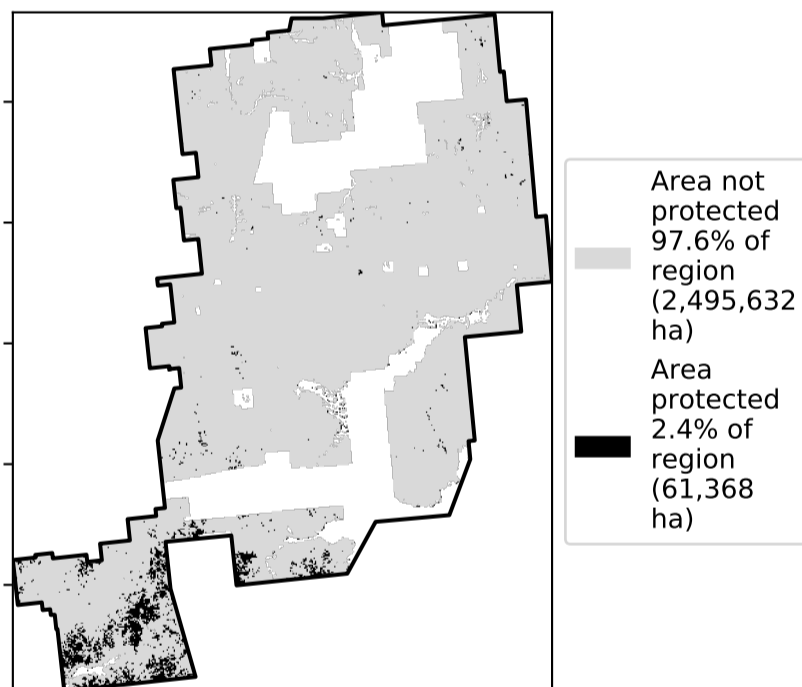 Area not
protected
97.6% of
region
(2,495,632
ha)
Area
protected
2.4% of
region
(61,368
ha)